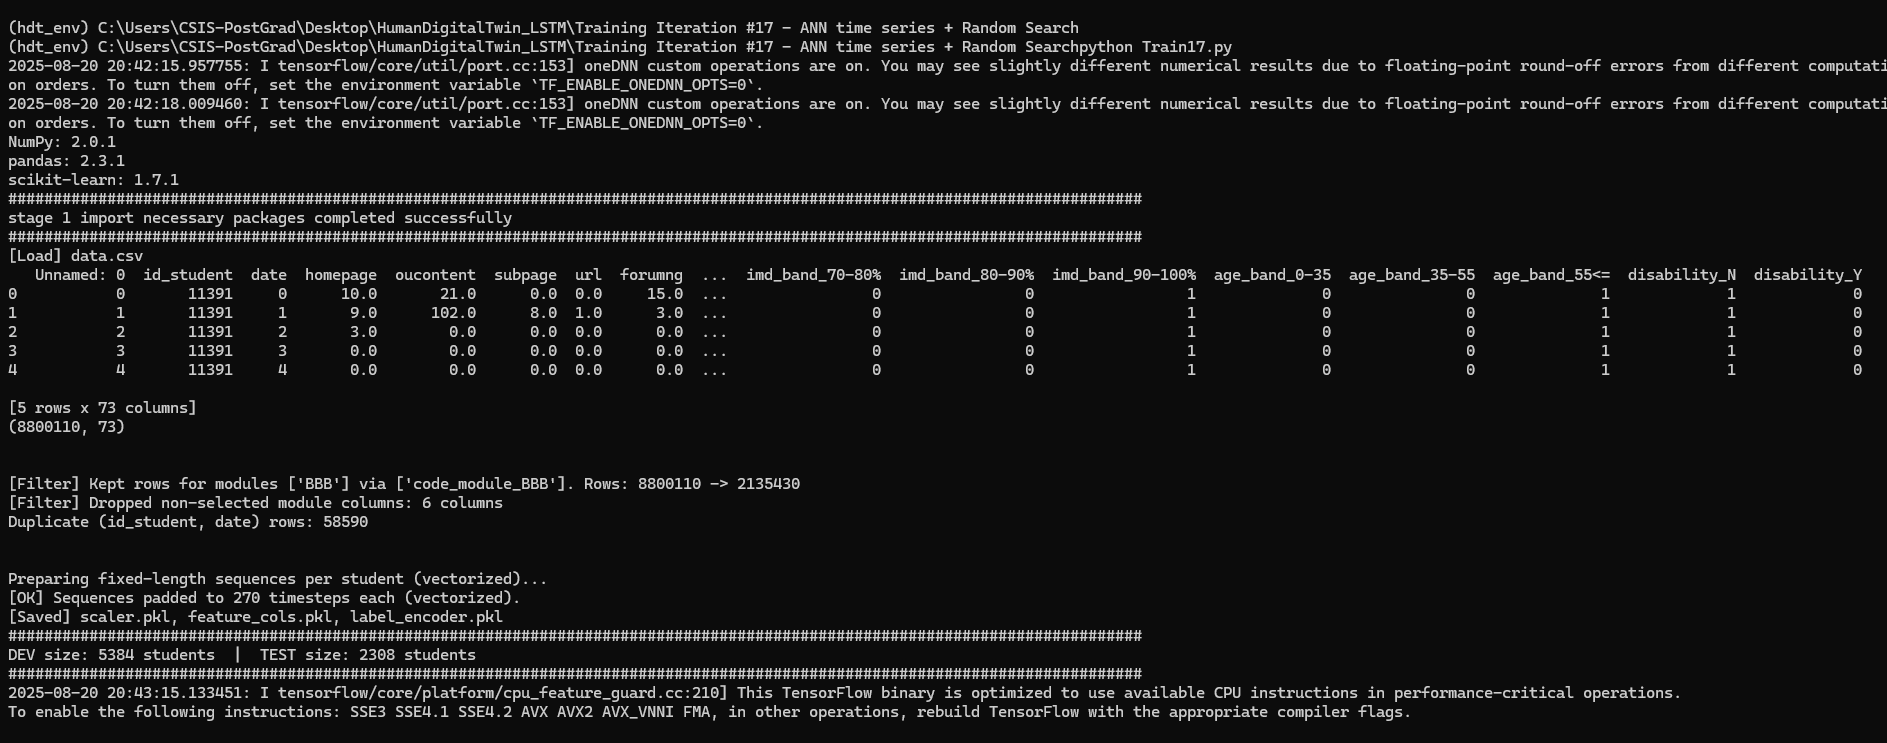 (hdt_env) C:\Users\CSIS-PostGrad\Desktop\HumanDigitalTwin_LSTM\Training Iteration #17 - ANN time series + Random Search
(hdt_env) C:\Users\CSIS-PostGrad\Desktop\HumanDigitalTwin_LSTM\Training Iteration #17 - ANN time series + Random Searchpython Train17.py
2025-08-20 20:42:15.957755: I tensorflow/core/util/port.cc:153] oneDNN custom operations are on. You may see slightly different numerical results due to floating-point round-off errors from different computati
on orders. To turn them off, set the environment variable `TF_ENABLE_ONEDNN_OPTS=0`.
2025-08-20 20:42:18.009460: I tensorflow/core/util/port.cc:153] oneDNN custom operations are on. You may see slightly different numerical results due to floating-point round-off errors from different computati
on orders. To turn them off, set the environment variable `TF_ENABLE_ONEDNN_OPTS=0`.
NumPy: 2.0.1
pandas: 2.3.1
scikit-learn: 1.7.1
##############################################################################################################################
stage 1 import necessary packages completed successfully
##############################################################################################################################
[Load] data.csv
   Unnamed: 0  id_student  date  homepage  oucontent  subpage  url  forumng  ...  imd_band_70-80%  imd_band_80-90%  imd_band_90-100%  age_band_0-35  age_band_35-55  age_band_55<=  disability_N  disability_Y
0           0       11391     0      10.0       21.0      0.0  0.0     15.0  ...                0                0                 1              0               0              1             1             0
1           1       11391     1       9.0      102.0      8.0  1.0      3.0  ...                0                0                 1              0               0              1             1             0
2           2       11391     2       3.0        0.0      0.0  0.0      0.0  ...                0                0                 1              0               0              1             1             0
3           3       11391     3       0.0        0.0      0.0  0.0      0.0  ...                0                0                 1              0               0              1             1             0
4           4       11391     4       0.0        0.0      0.0  0.0      0.0  ...                0                0                 1              0               0              1             1             0
[5 rows x 73 columns]
(8800110, 73)
[Filter] Kept rows for modules ['BBB'] via ['code_module_BBB']. Rows: 8800110 -> 2135430
[Filter] Dropped non-selected module columns: 6 columns
Duplicate (id_student, date) rows: 58590
Preparing fixed-length sequences per student (vectorized)...
[OK] Sequences padded to 270 timesteps each (vectorized).
[Saved] scaler.pkl, feature_cols.pkl, label_encoder.pkl
##############################################################################################################################
DEV size: 5384 students  |  TEST size: 2308 students
##############################################################################################################################
2025-08-20 20:43:15.133451: I tensorflow/core/platform/cpu_feature_guard.cc:210] This TensorFlow binary is optimized to use available CPU instructions in performance-critical operations.
To enable the following instructions: SSE3 SSE4.1 SSE4.2 AVX AVX2 AVX_VNNI FMA, in other operations, rebuild TensorFlow with the appropriate compiler flags.